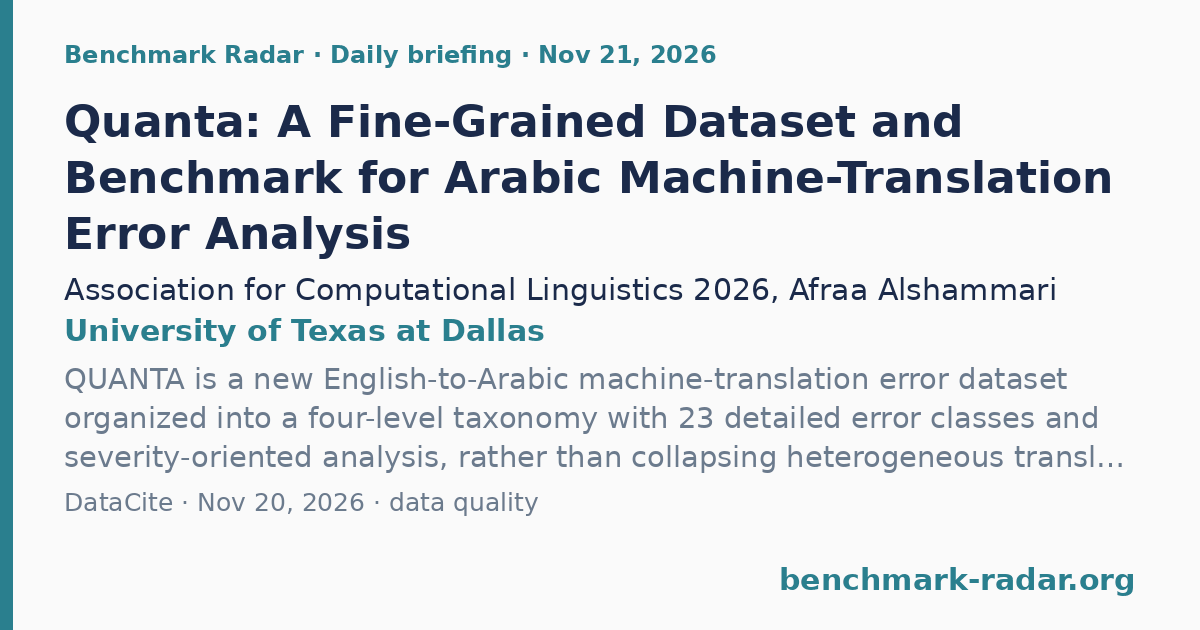 Benchmark Radar · Daily briefing · Nov 21, 2026
Quanta: A Fine-Grained Dataset and
Benchmark for Arabic Machine-Translation
Error Analysis
Association for Computational Linguistics 2026, Afraa Alshammari
University of Texas at Dallas
QUANTA is a new English-to-Arabic machine-translation error dataset
organized into a four-level taxonomy with 23 detailed error classes and
severity-oriented analysis, rather than collapsing heterogeneous transl…
DataCite · Nov 20, 2026 · data quality
benchmark-radar.org